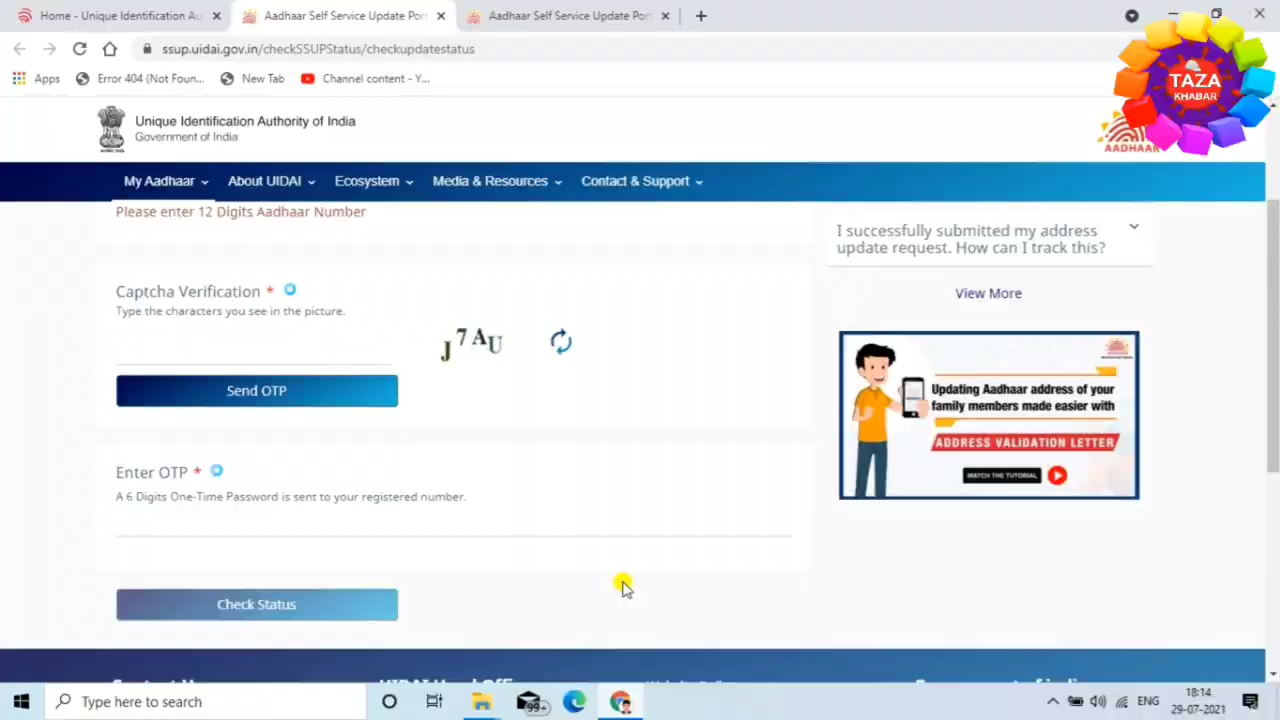 Home - Unique Identification Au
Aadhaar Self Service Update Port
Aadhaar Self Service Update Port
ssup.uidai.gov.in/checkSSUPStatus/checkupdatestatus
Apps
Error 404 (Not Foun...
New Tab
Channel content - Y...
TAZA
KHABAR
Unique Identification Authority of India
Government of India
AADHAAR
My Aadhaar
About UIDAI
Ecosystem
Media & Resources
Contact & Support
Please enter 12 Digits Aadhaar Number
I successfully submitted my address
update request. How can I track this?
View More
Captcha Verification *
Type the characters you see in the picture.
J7AU
Send OTP
Updating Aadhaar address of your
family members made easier with
ADDRESS VALIDATION LETTER
WATCH THE TUTORIAL
Enter OTP *
A 6 Digits One-Time Password is sent to your registered number.
Check Status
Type here to search
99+
ENG
18:14
29-07-2021